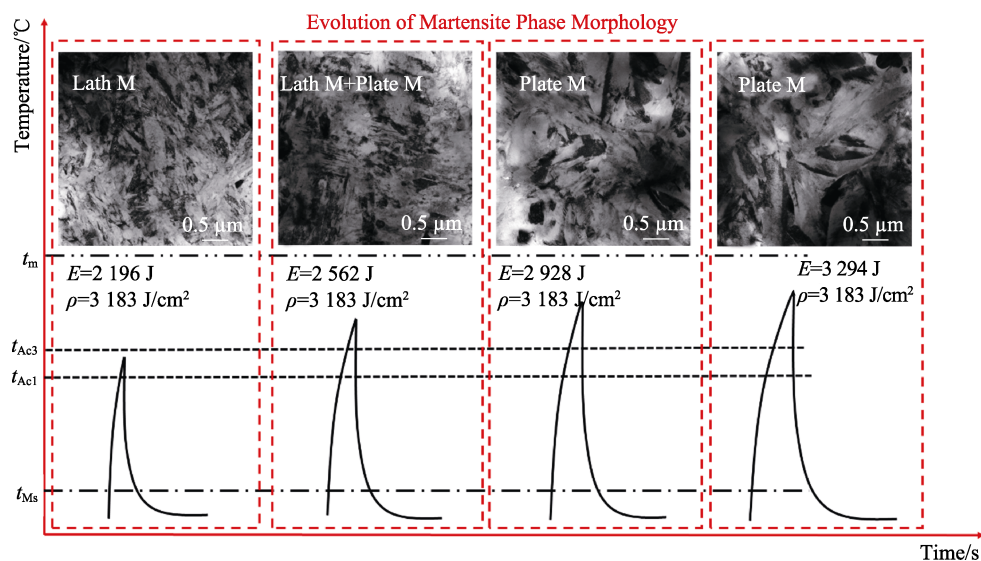 Evolution of Martensite Phase Morphology
Temperature/℃
Lath M
0.5 μm
Lath M+Plate M
0.5 μm
Plate M
0.5 μm
Plate M
0.5 μm
tm
E=2 196 J
ρ=3 183 J/cm²
E=2 562 J
ρ=3 183 J/cm²
E=2 928 J
ρ=3 183 J/cm²
E=3 294 J
ρ=3 183 J/cm²
tAc3
tAc1
tMs
Time/s